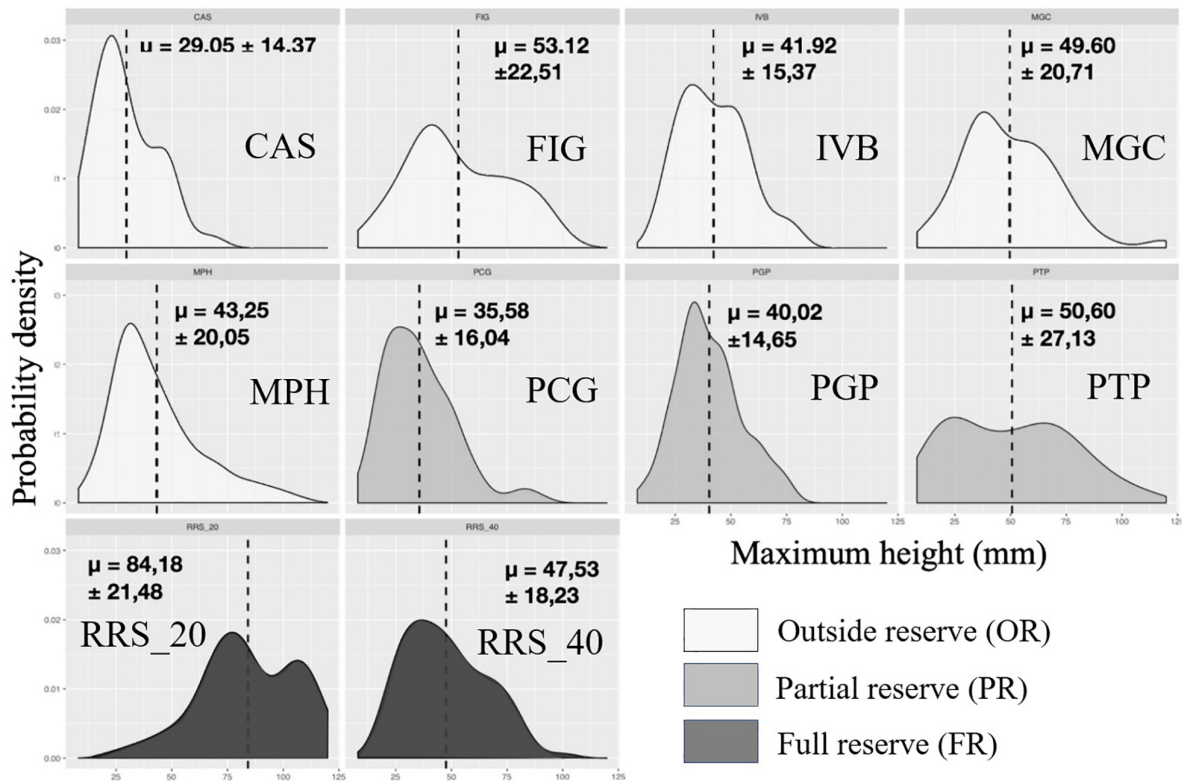 CAS
FIG
IVB
MGC
0.03
0.02
μ = 29.05 ± 14.37
CAS
μ = 53.12
±22,51
FIG
μ = 41.92
± 15,37
IVB
μ = 49.60
± 20,71
MGC
Probability density
MPH
PCG
PGP
PTP
μ = 43,25
± 20,05
MPH
μ = 35,58
± 16,04
PCG
μ = 40,02
±14,65
PGP
μ = 50,60
± 27,13
PTP
25 50 75 100 125
25 50 75 100 125
RRS_20
RRS_40
0.03
0.02
0.01
0.00
μ = 84,18
± 21,48
RRS_20
μ = 47,53
± 18,23
RRS_40
25 50 75 100 125
25 50 75 100 125
Maximum height (mm)
Outside reserve (OR)
Partial reserve (PR)
Full reserve (FR)